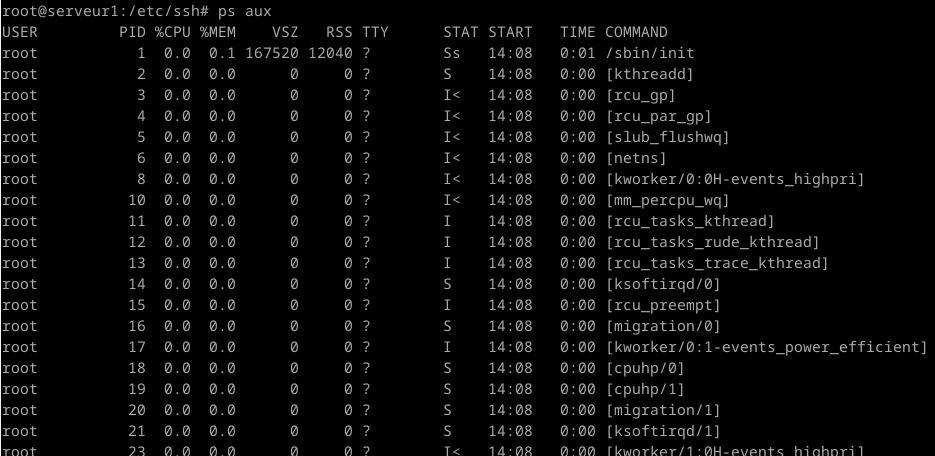 root@serveur1:/etc/ssh# ps aux
USER         PID %CPU %MEM    VSZ   RSS TTY      STAT START   TIME COMMAND
root           1  0.0  0.1 167520 12040 ?        Ss   14:08   0:01 /sbin/init
root           2  0.0  0.0      0     0 ?        S    14:08   0:00 [kthreadd]
root           3  0.0  0.0      0     0 ?        I<   14:08   0:00 [rcu_gp]
root           4  0.0  0.0      0     0 ?        I<   14:08   0:00 [rcu_par_gp]
root           5  0.0  0.0      0     0 ?        I<   14:08   0:00 [slub_flushwq]
root           6  0.0  0.0      0     0 ?        I<   14:08   0:00 [netns]
root           8  0.0  0.0      0     0 ?        I<   14:08   0:00 [kworker/0:0H-events_highpri]
root          10  0.0  0.0      0     0 ?        I<   14:08   0:00 [mm_percpu_wq]
root          11  0.0  0.0      0     0 ?        I    14:08   0:00 [rcu_tasks_kthread]
root          12  0.0  0.0      0     0 ?        I    14:08   0:00 [rcu_tasks_rude_kthread]
root          13  0.0  0.0      0     0 ?        I    14:08   0:00 [rcu_tasks_trace_kthread]
root          14  0.0  0.0      0     0 ?        S    14:08   0:00 [ksoftirqd/0]
root          15  0.0  0.0      0     0 ?        I    14:08   0:00 [rcu_preempt]
root          16  0.0  0.0      0     0 ?        S    14:08   0:00 [migration/0]
root          17  0.0  0.0      0     0 ?        I    14:08   0:00 [kworker/0:1-events_power_efficient]
root          18  0.0  0.0      0     0 ?        S    14:08   0:00 [cpuhp/0]
root          19  0.0  0.0      0     0 ?        S    14:08   0:00 [cpuhp/1]
root          20  0.0  0.0      0     0 ?        S    14:08   0:00 [migration/1]
root          21  0.0  0.0      0     0 ?        S    14:08   0:00 [ksoftirqd/1]
root          23  0.0  0.0      0     0 ?        I<   14:08   0:00 [kworker/1:0H-events_highpri]